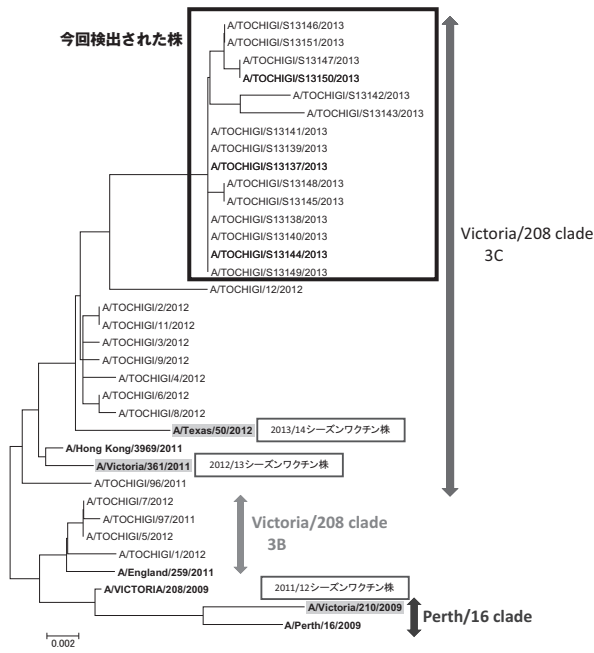 今回検出された株
A/TOCHIGI/S13146/2013
A/TOCHIGI/S13151/2013
A/TOCHIGI/S13147/2013
A/TOCHIGI/S13150/2013
A/TOCHIGI/S13142/2013
A/TOCHIGI/S13143/2013
A/TOCHIGI/S13141/2013
A/TOCHIGI/S13139/2013
A/TOCHIGI/S13137/2013
A/TOCHIGI/S13148/2013
A/TOCHIGI/S13145/2013
A/TOCHIGI/S13138/2013
A/TOCHIGI/S13140/2013
A/TOCHIGI/S13144/2013
A/TOCHIGI/S13149/2013
Victoria/208 clade
3C
A/TOCHIGI/12/2012
A/TOCHIGI/2/2012
A/TOCHIGI/11/2012
A/TOCHIGI/3/2012
A/TOCHIGI/9/2012
A/TOCHIGI/4/2012
A/TOCHIGI/6/2012
A/TOCHIGI/8/2012
A/Texas/50/2012
2013/14シーズンワクチン株
A/Hong Kong/3969/2011
A/Victoria/361/2011
2012/13シーズンワクチン株
A/TOCHIGI/96/2011
A/TOCHIGI/7/2012
A/TOCHIGI/97/2011
A/TOCHIGI/5/2012
A/TOCHIGI/1/2012
A/England/259/2011
Victoria/208 clade
3B
A/VICTORIA/208/2009
2011/12シーズンワクチン株
A/Victoria/210/2009
A/Perth/16/2009
Perth/16 clade
0.002